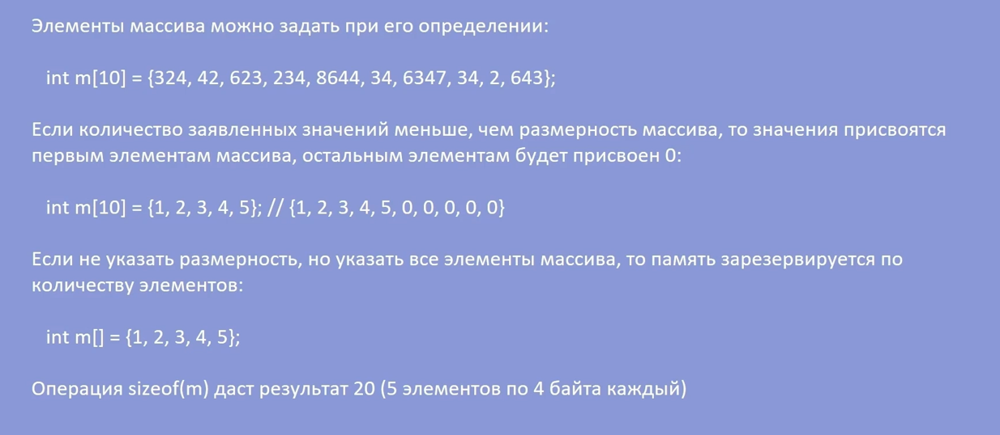 Элементы массива можно задать при его определении:
int m[10] = {324, 42, 623, 234, 8644, 34, 6347, 34, 2, 643};
Если количество заявленных значений меньше, чем размерность массива, то значения присвоятся
первым элементам массива, остальным элементам будет присвоен 0:
int m[10] = {1, 2, 3, 4, 5}; // {1, 2, 3, 4, 5, 0, 0, 0, 0, 0}
Если не указать размерность, но указать все элементы массива, то память зарезервируется по
количеству элементов:
int m[] = {1, 2, 3, 4, 5};
Операция sizeof(m) даст результат 20 (5 элементов по 4 байта каждый)